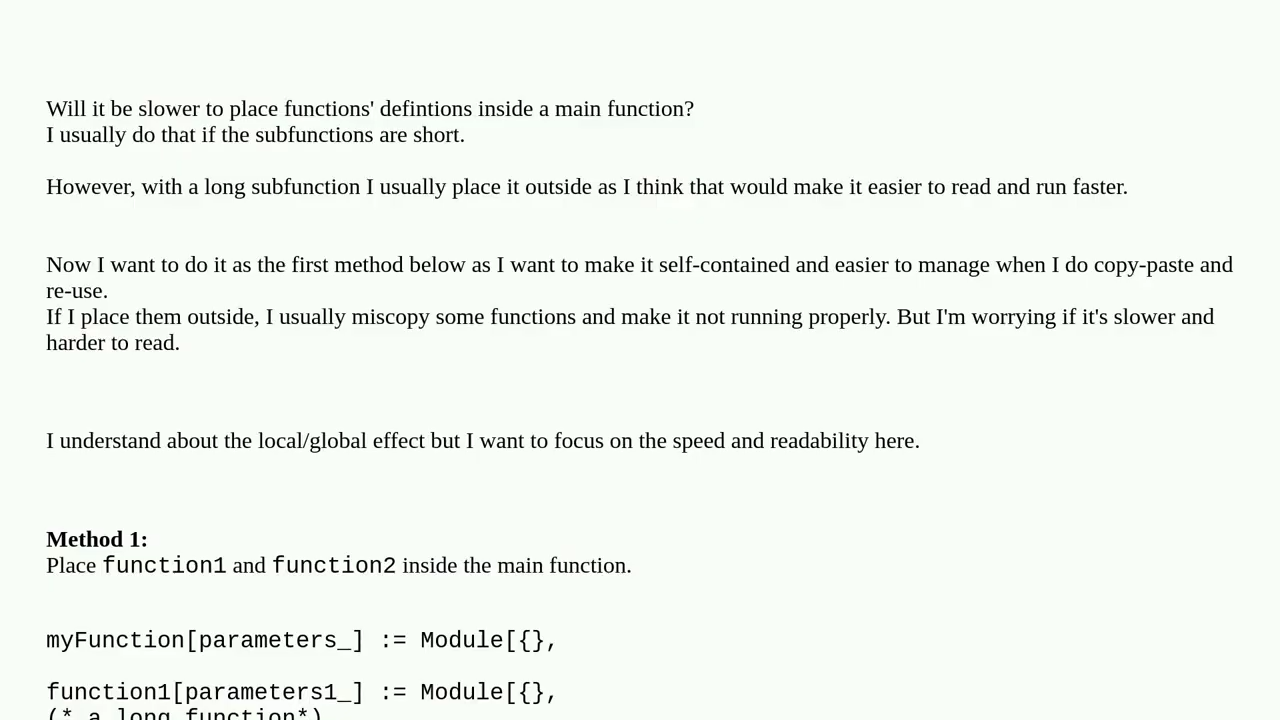 Will it be slower to place functions' defintions inside a main function?
I usually do that if the subfunctions are short.
However, with a long subfunction I usually place it outside as I think that would make it easier to read and run faster.
Now I want to do it as the first method below as I want to make it self-contained and easier to manage when I do copy-paste and
re-use.
If I place them outside, I usually miscopy some functions and make it not running properly. But I'm worrying if it's slower and
harder to read.
I understand about the local/global effect but I want to focus on the speed and readability here.
Method 1:
Place function1 and function2 inside the main function.
myFunction[parameters_] := Module[{},
function1[parameters1_] := Module[{},
(* a long function*)